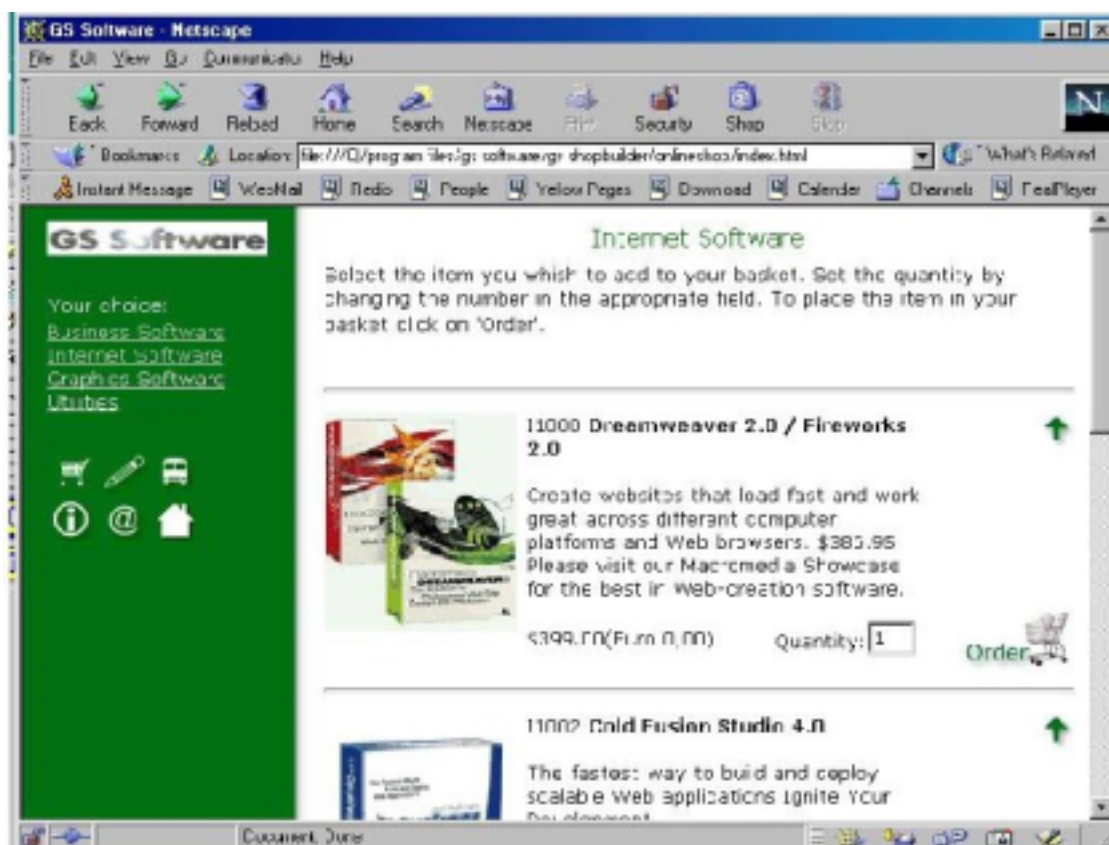 GS Software - Netscape
File Edit View Go Communicator Help
Back Forward Reload Home Search Netscape Print Security Shop Stop
Bookmarks Location: file:///C|/program files/gs software/gs shopbuilder/onlineshop/index.html What's Related
Instant Message WebMail Radio People Yellow Pages Download Calendar Channels RealPlayer
GS Software
Your choice:
Business Software
Internet Software
Graphics Software
Utilities
Internet Software
Select the item you whish to add to your basket. Set the quantity by
changing the number in the appropriate field. To place the item in your
basket click on 'Order'.
I1000 Dreamweaver 2.0 / Fireworks
2.0
Create websites that load fast and work
great across different computer
platforms and Web browsers. $385.95
Please visit our Macromedia Showcase
for the best in Web-creation software.
$399.00(Euro 0,00) Quantity: 1 Order
I1002 Cold Fusion Studio 4.0
The fastest way to build and deploy
scalable Web applications Ignite Your
Development
Document: Done